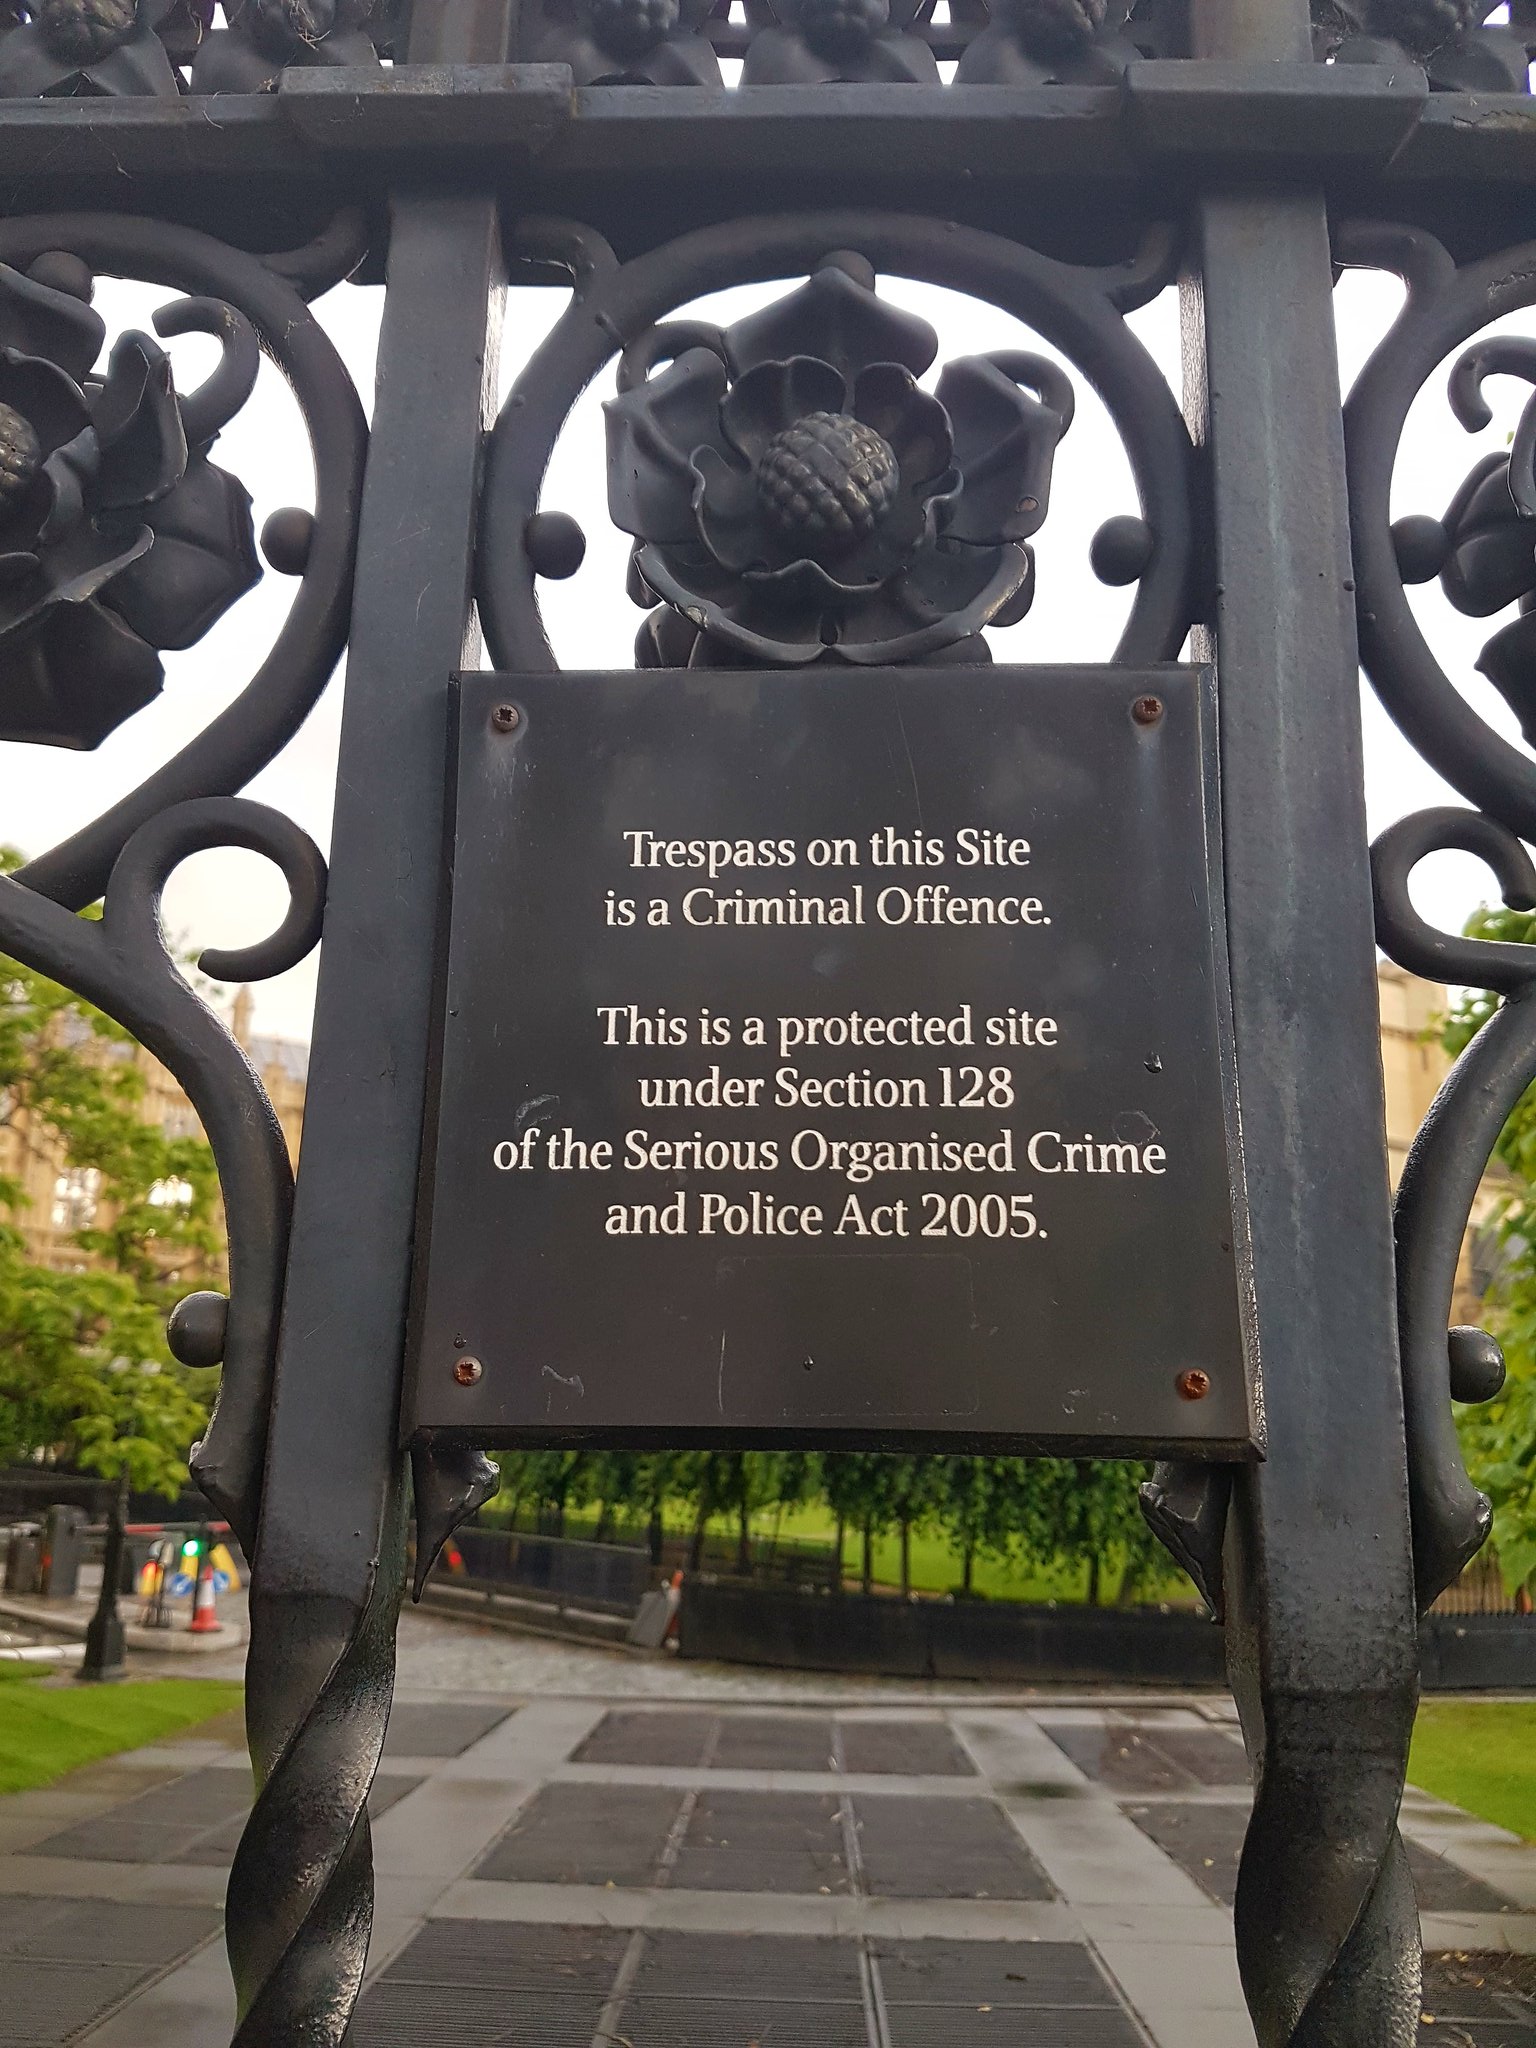 Trespass on this Site
is a Criminal Offence.
This is a protected site
under Section 128
of the Serious Organised Crime
and Police Act 2005.